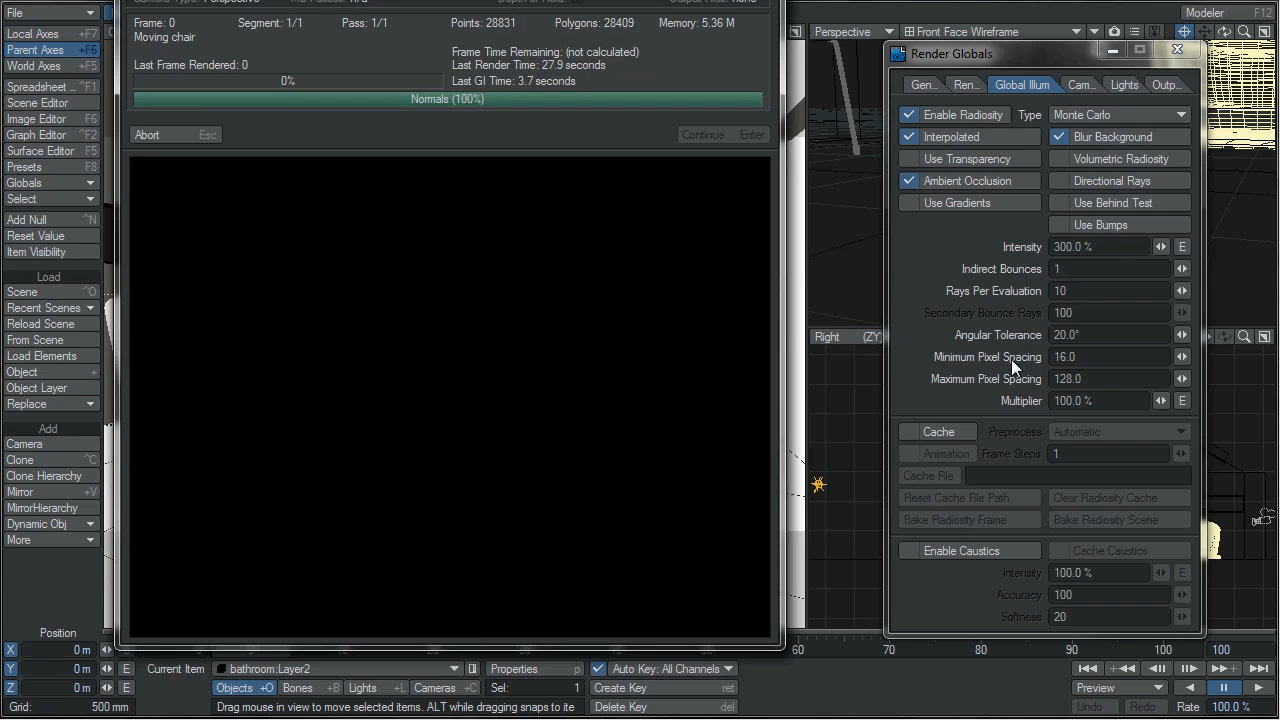 File
Modeler F12
Local Axes +F7
Parent Axes +F6
World Axes +F5
Spreadsheet ... ^F1
Scene Editor
Image Editor F6
Graph Editor ^F2
Surface Editor F5
Presets F8
Globals
Select
Add Null ^N
Reset Value
Item Visibility
Load
Scene ^O
Recent Scenes
Reload Scene
From Scene
Load Elements
Object +
Object Layer
Replace
Add
Camera
Clone ^C
Clone Hierarchy
Mirror +V
MirrorHierarchy
Dynamic Obj
More
Position
X 0 m E
Y 0 m E
Z 0 m E
Grid: 500 mm
Frame: 0 Segment: 1/1 Pass: 1/1 Points: 28831 Polygons: 28409 Memory: 5.36 M
Moving chair
Frame Time Remaining: (not calculated)
Last Frame Rendered: 0 Last Render Time: 27.9 seconds
0% Last GI Time: 3.7 seconds
Normals (100%)
Abort Esc Continue Enter
Perspective Front Face Wireframe
Right (ZY)
Render Globals
Gen... Ren... Global Illum Cam... Lights Outp...
Enable Radiosity Type Monte Carlo
Interpolated Blur Background
Use Transparency Volumetric Radiosity
Ambient Occlusion Directional Rays
Use Gradients Use Behind Test
Use Bumps
Intensity 300.0 % E
Indirect Bounces 1
Rays Per Evaluation 10
Secondary Bounce Rays 100
Angular Tolerance 20.0°
Minimum Pixel Spacing 16.0
Maximum Pixel Spacing 128.0
Multiplier 100.0 % E
Cache Preprocess Automatic
Animation Frame Steps 1
Cache File
Reset Cache File Path Clear Radiosity Cache
Bake Radiosity Frame Bake Radiosity Scene
Enable Caustics Cache Caustics
Intensity 100.0 % E
Accuracy 100
Softness 20
60 70 80 90 100 100
Current Item bathroom:Layer2 Properties p Auto Key: All Channels
Objects +O Bones +B Lights +L Cameras +C Sel: 1 Create Key ret Preview
Drag mouse in view to move selected items. ALT while dragging snaps to ite Delete Key del Undo Redo Rate 100.0 %